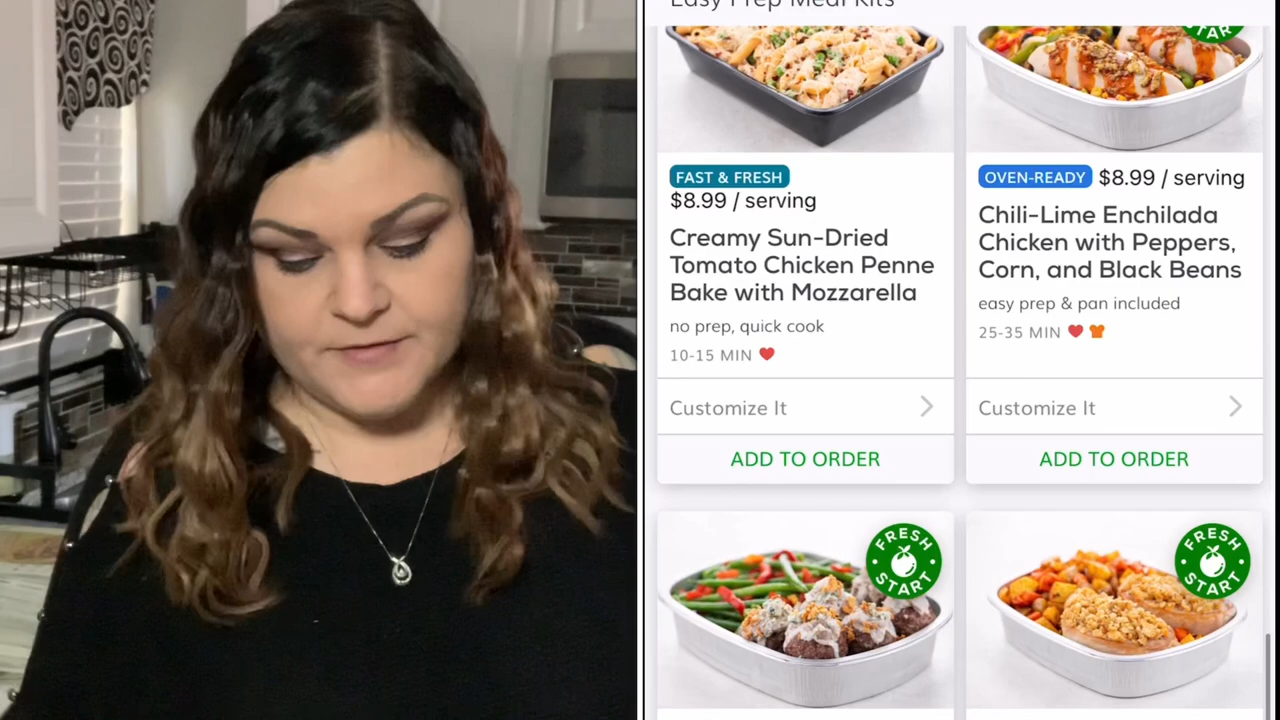 Easy Prep Meal Kits
START
FAST & FRESH
$8.99 / serving
Creamy Sun-Dried
Tomato Chicken Penne
Bake with Mozzarella
no prep, quick cook
10-15 MIN
Customize It
ADD TO ORDER
OVEN-READY $8.99 / serving
Chili-Lime Enchilada
Chicken with Peppers,
Corn, and Black Beans
easy prep & pan included
25-35 MIN
Customize It
ADD TO ORDER
FRESH
START
FRESH
START